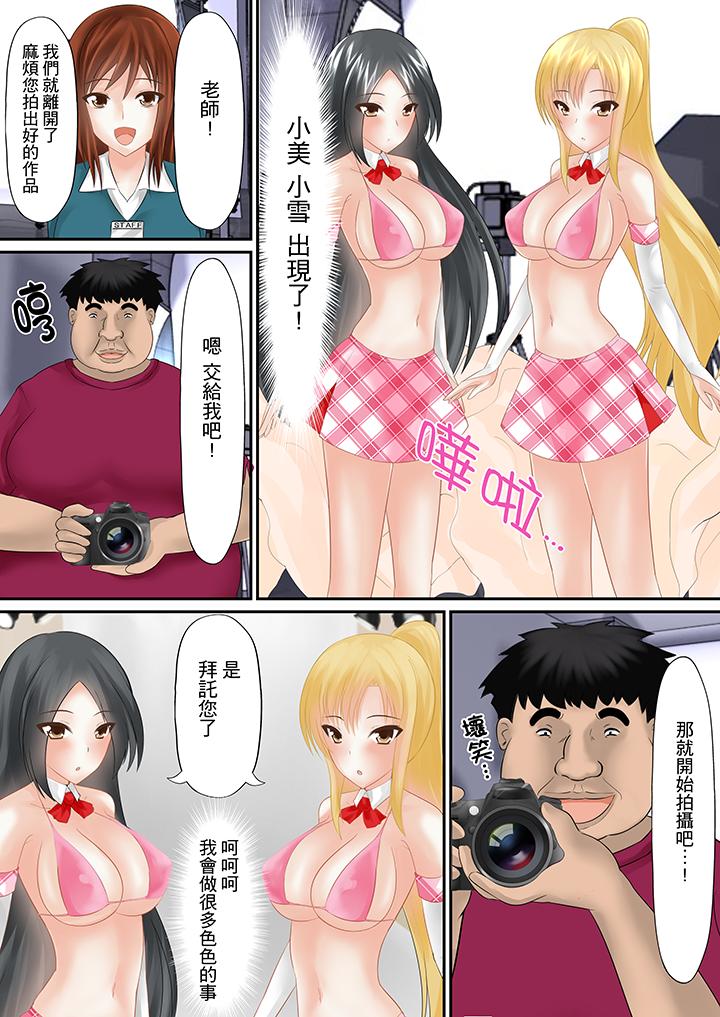 小美 小雪 出現了！
嘩啦…
老師！
我們就離開了
麻煩您拍出好的作品
STAFF
嗯 交給我吧！
哼
那就開始拍攝吧…！
壞笑…
是
拜託您了
呵呵呵
我會做很多色色的事